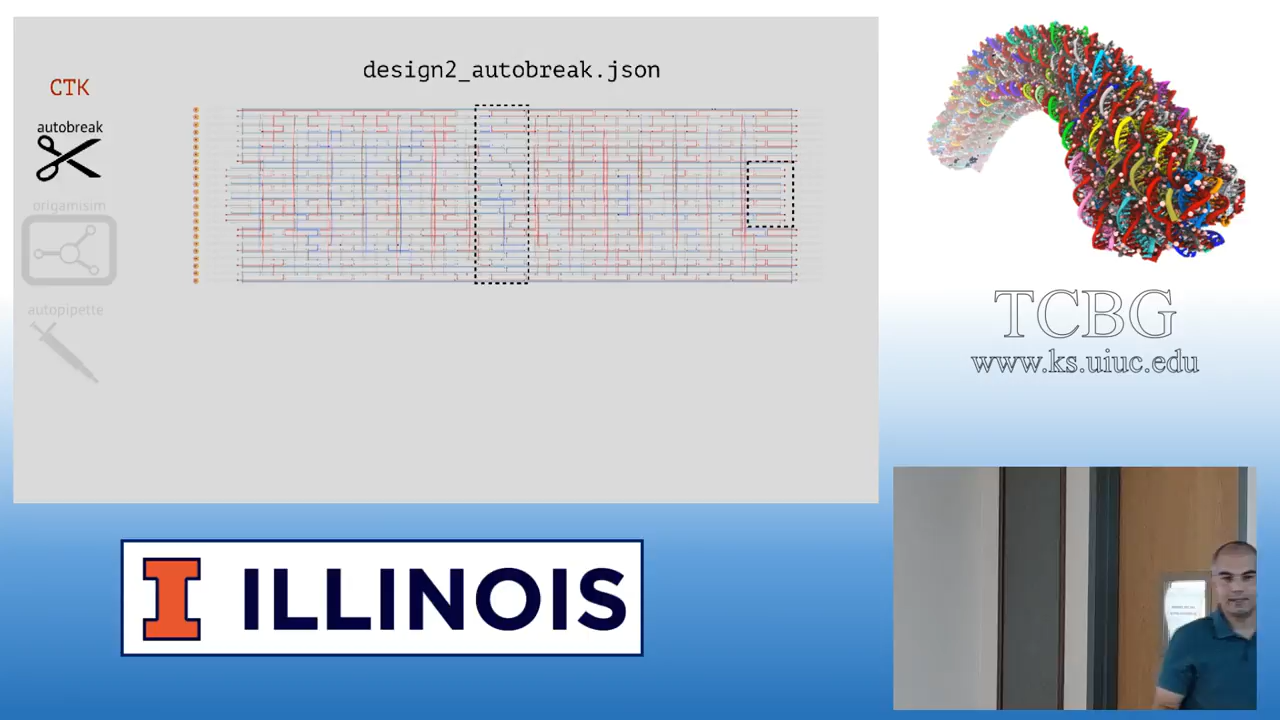 design2_autobreak.json
CTK
autobreak
origamisim
autopipette
TCBG
www.ks.uiuc.edu
I ILLINOIS